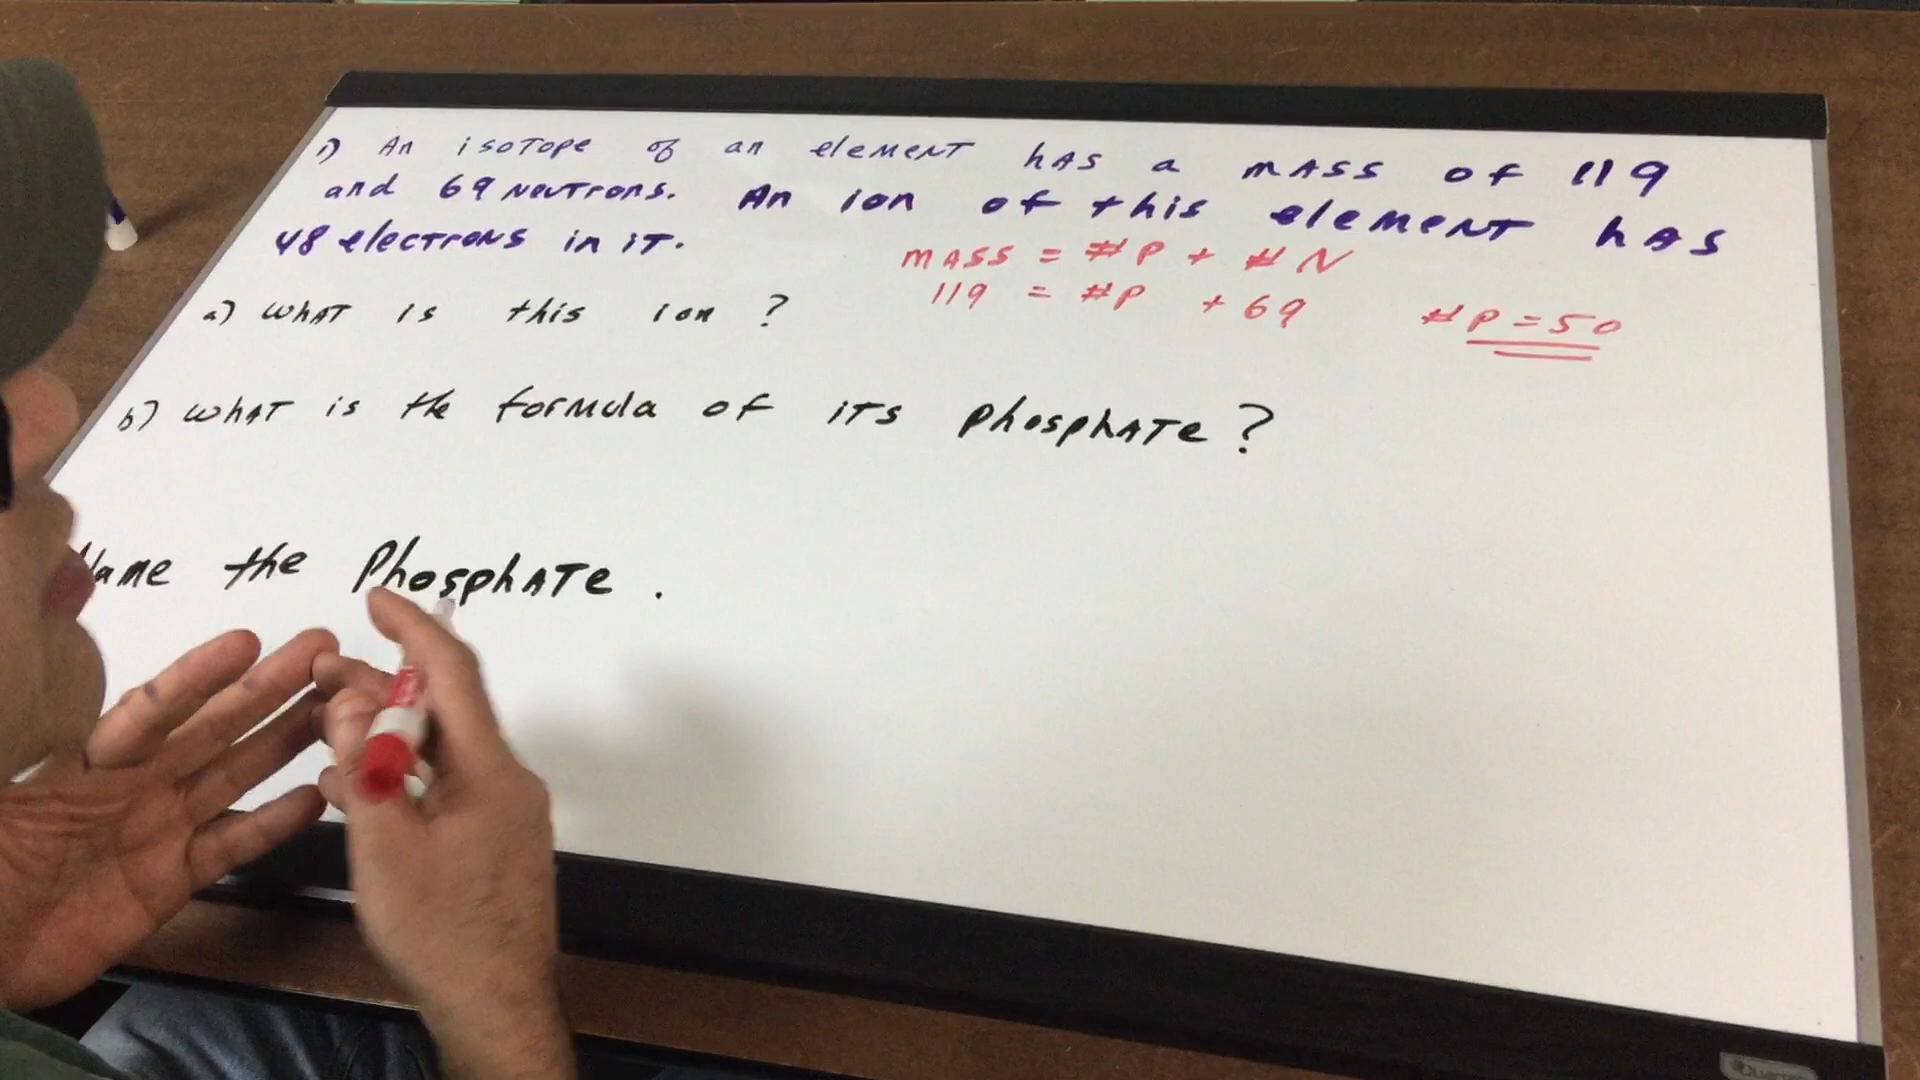 1) An isotope of an element has a mass of 119
and 69 neutrons. An ion of this element has
48 electrons in it.
mass = #P + #N
119 = #P + 69
#P = 50
a) what is this ion ?
b) what is the formula of its phosphate ?
the Phosphate .